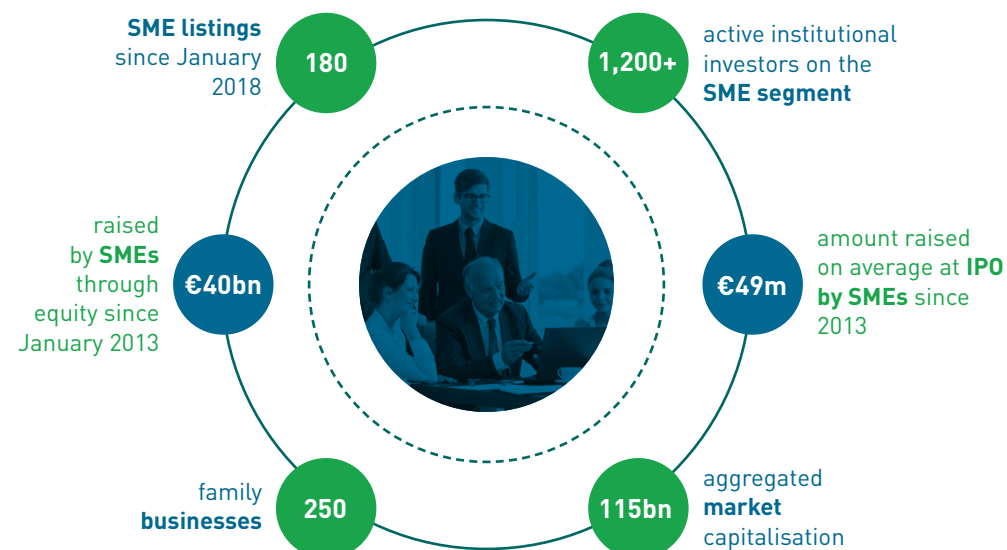 SME listings
since January
2018
180
1,200+
active institutional
investors on the
SME segment
raised
by SMEs
through
equity since
January 2013
€40bn
€49m
amount raised
on average at IPO
by SMEs since
2013
family
businesses
250
115bn
aggregated
market
capitalisation